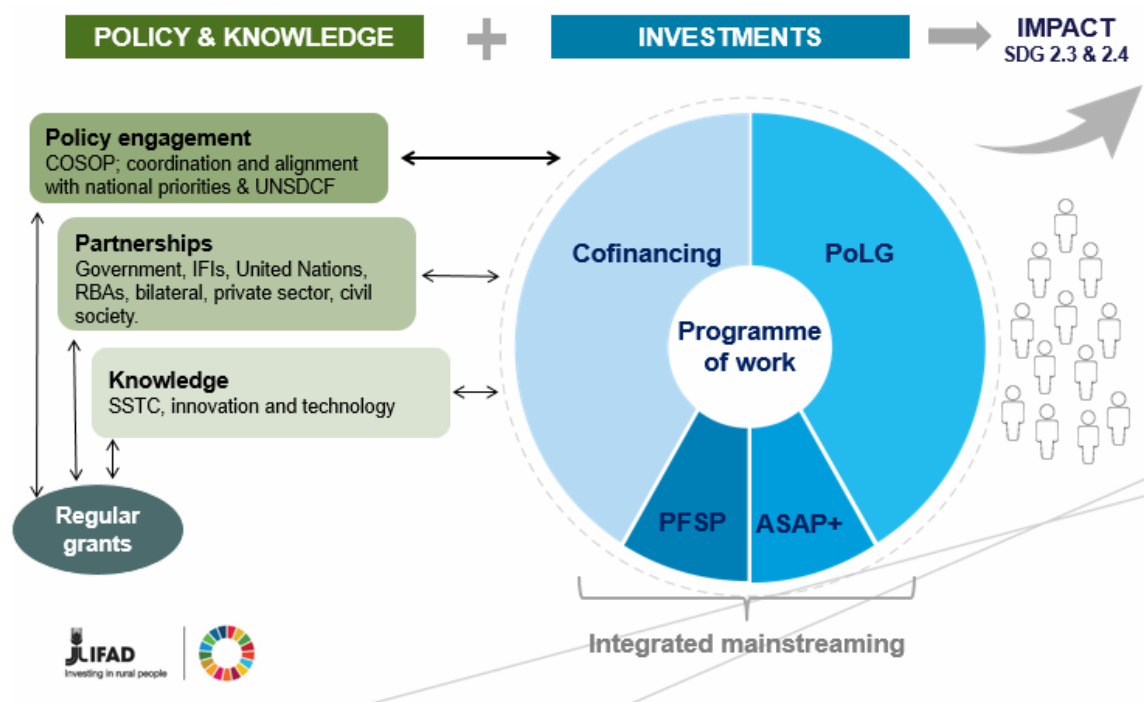 POLICY & KNOWLEDGE
+
INVESTMENTS
IMPACT
SDG 2.3 & 2.4
Policy engagement
COSOP; coordination and alignment
with national priorities & UNSDCF
Partnerships
Government, IFIs, United Nations,
RBAs, bilateral, private sector, civil
society.
Knowledge
SSTC, innovation and technology
Regular
grants
Cofinancing
PoLG
Programme
of work
PFSP
ASAP+
Integrated mainstreaming
IFAD
Investing in rural people